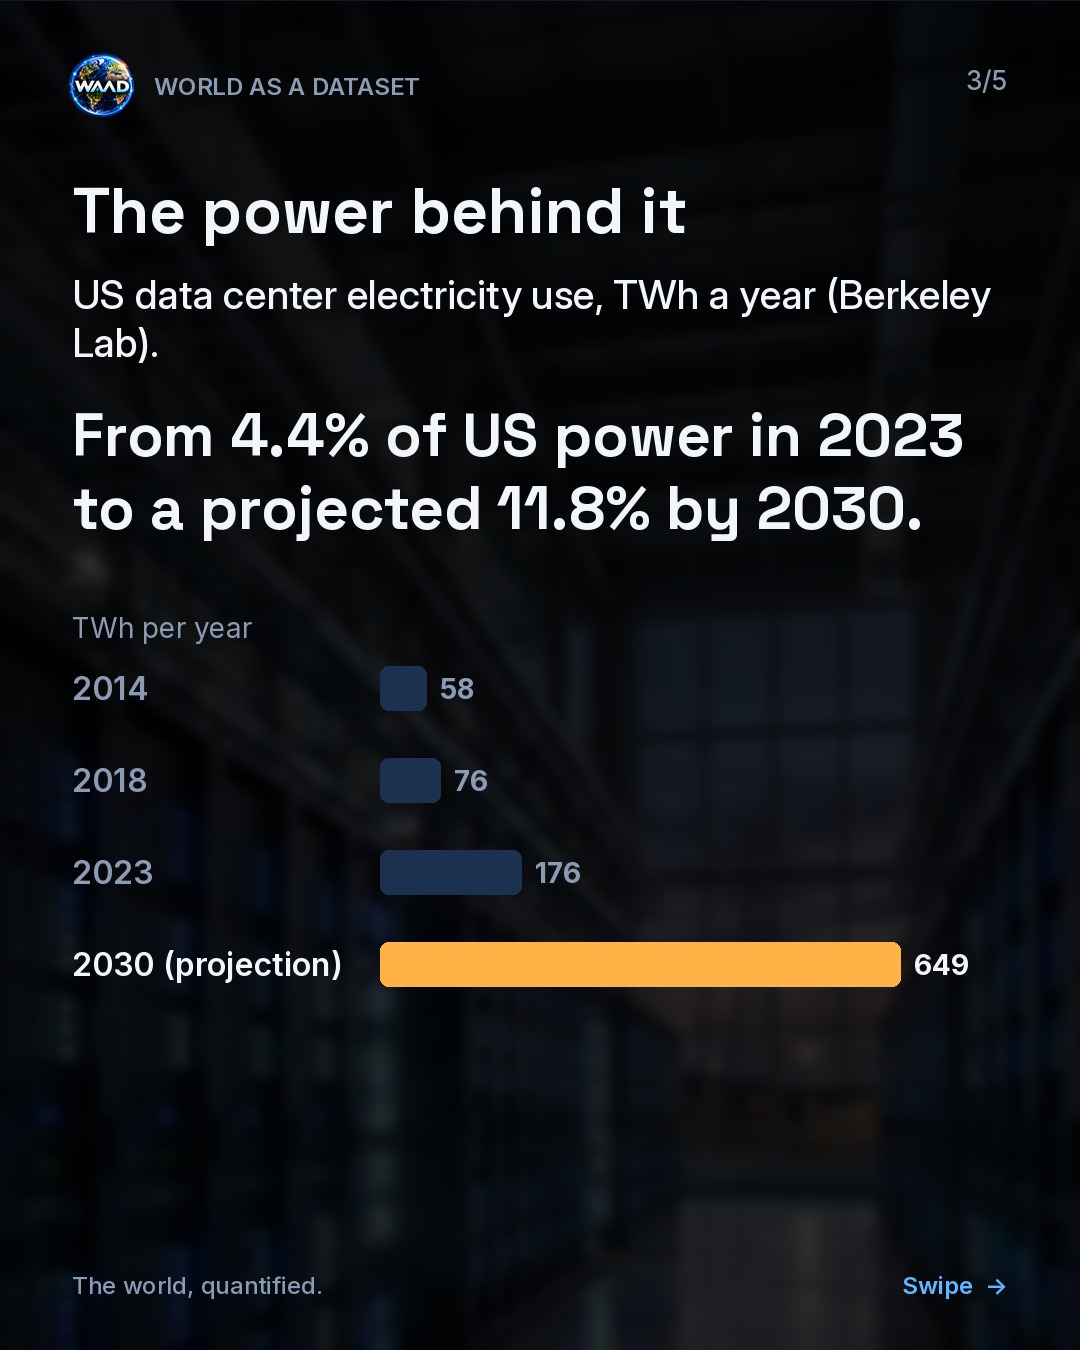 WAAD
WORLD AS A DATASET
3/5
The power behind it
US data center electricity use, TWh a year (Berkeley
Lab).
From 4.4% of US power in 2023
to a projected 11.8% by 2030.
TWh per year
2014 58
2018 76
2023 176
2030 (projection) 649
The world, quantified.
Swipe →